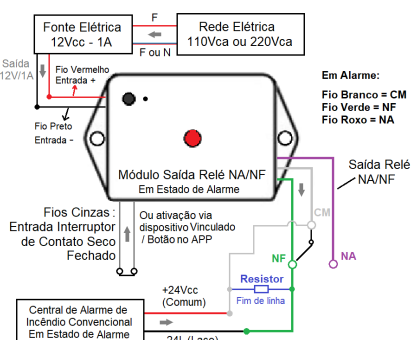 F
Fonte Elétrica
12Vcc - 1A
Rede Elétrica
110Vca ou 220Vca
F ou N
Saída
12V/1A
Fio Vermelho
Entrada +
Fio Preto
Entrada -
Em Alarme:
Fio Branco = CM
Fio Verde = NF
Fio Roxo = NA
Módulo Saída Relé NA/NF
Em Estado de Alarme
Saída Relé
NA/NF
Fios Cinzas :
Entrada Interruptor
de Contato Seco
Fechado
Ou ativação via
dispositivo Vinculado
/ Botão no APP
CM
NF
NA
Resistor
Fim de linha
+24Vcc
(Comum)
Central de Alarme de
Incêndio Convencional
Em Estado de Alarme
(Laço)